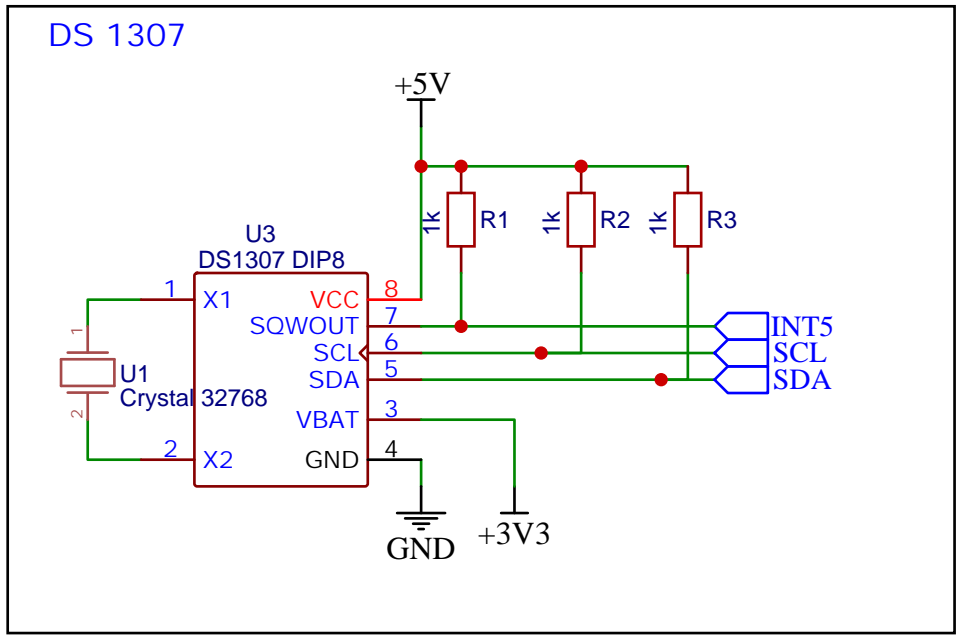 DS 1307
+5V
1k
R1
1k
R2
1k
R3
U3
DS1307 DIP8
1
X1
VCC
8
SQWOUT
7
INT5
SCL
6
SCL
SDA
5
SDA
1
U1
Crystal 32768
2
VBAT
3
2
X2
GND
4
GND
+3V3